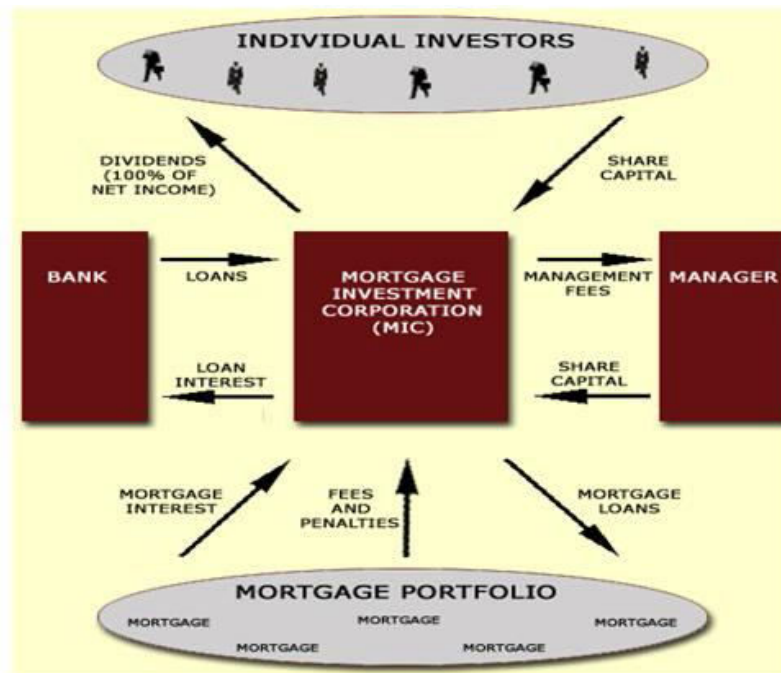 INDIVIDUAL INVESTORS
DIVIDENDS
(100% OF
NET INCOME)
SHARE
CAPITAL
BANK
LOANS
MORTGAGE
INVESTMENT
CORPORATION
(MIC)
MANAGEMENT
FEES
MANAGER
LOAN
INTEREST
SHARE
CAPITAL
MORTGAGE
INTEREST
FEES
AND
PENALTIES
MORTGAGE
LOANS
MORTGAGE PORTFOLIO
MORTGAGE
MORTGAGE
MORTGAGE
MORTGAGE
MORTGAGE